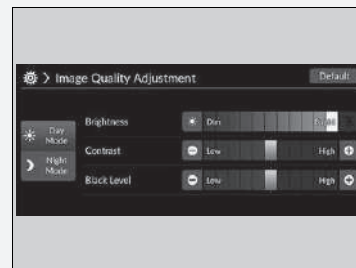 > Image Quality Adjustment
Default
Day
Mode
Night
Mode
Brightness
Dim
Contrast
Low
High
Black Level
Low
High